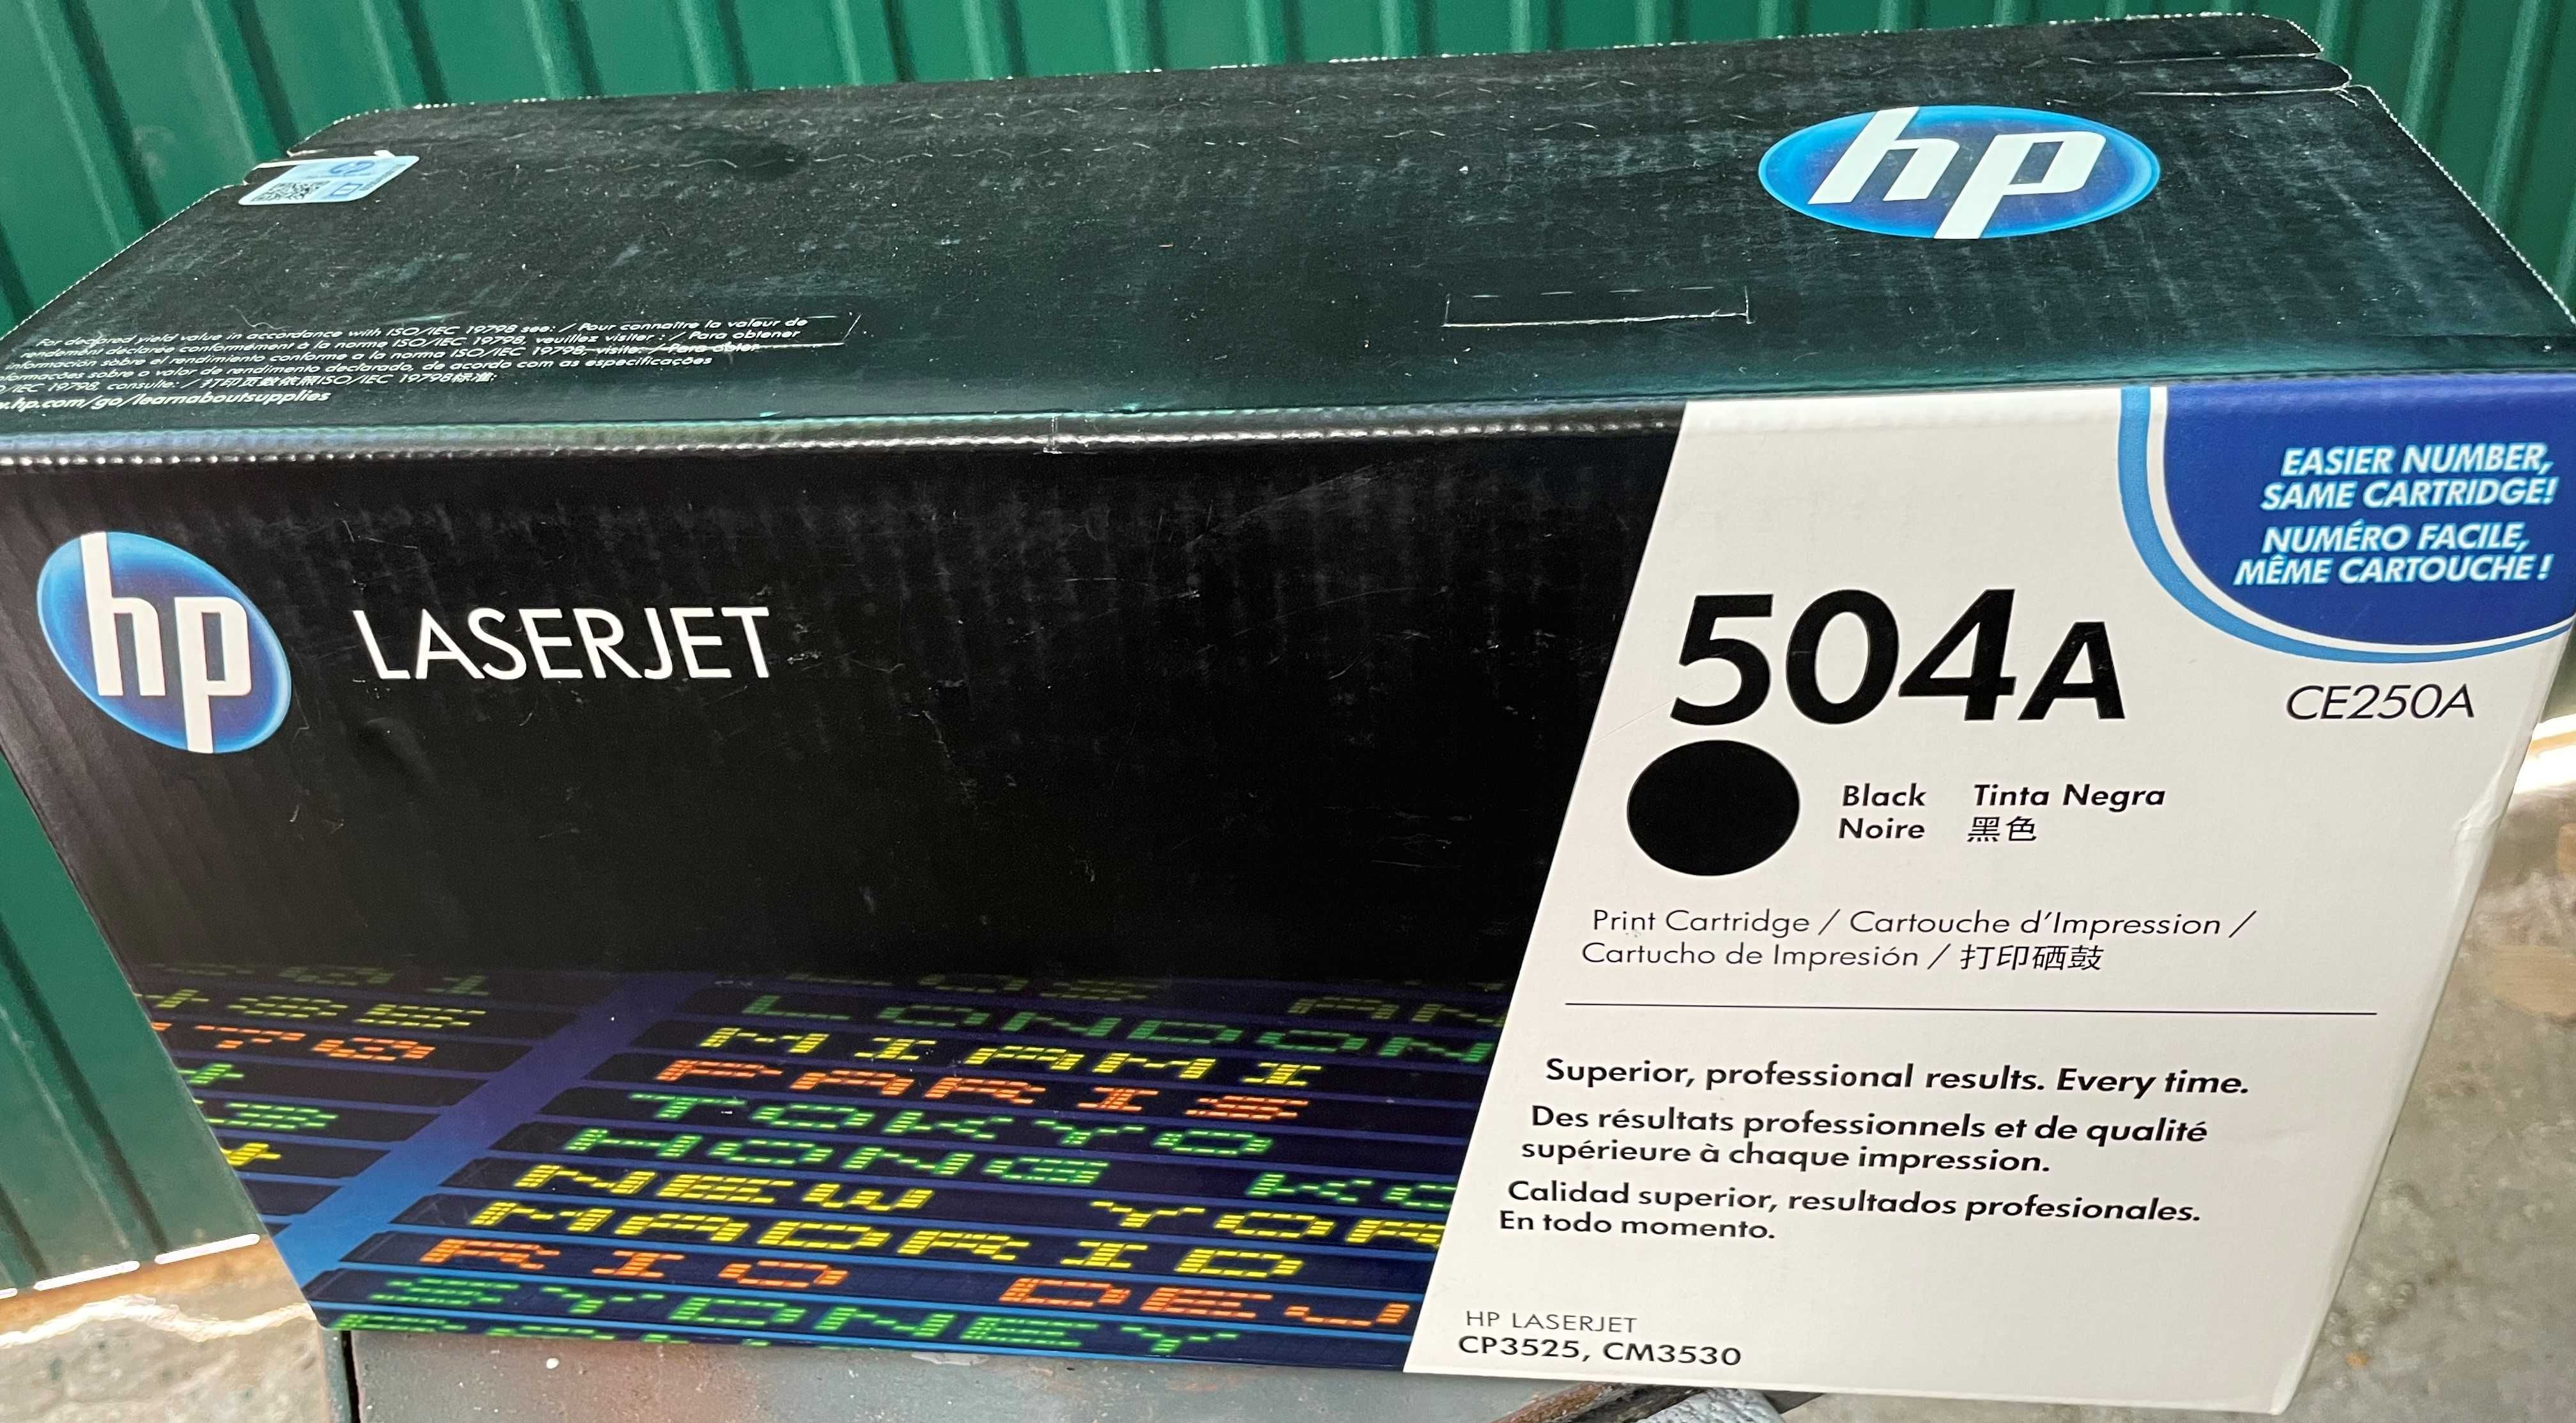 hp
For declared yield value in accordance with ISO/IEC 19798 see: / Pour connaître la valeur de
rendement déclarée conformément à la norme ISO/IEC 19798, veuillez visiter : / Para obtener
información sobre el rendimiento conforme a la norma ISO/IEC 19798, visite: / Para obter
informações sobre o valor de rendimento declarado, de acordo com as especificações
/IEC 19798, consulte: / 打印页数依照ISO/IEC 19798标准:
.hp.com/go/learnaboutsupplies
hp
LASERJET
EASIER NUMBER,
SAME CARTRIDGE!
NUMÉRO FACILE,
MÊME CARTOUCHE !
504A
CE250A
Black Tinta Negra
Noire 黑色
Print Cartridge / Cartouche d'Impression /
Cartucho de Impresión / 打印硒鼓
Superior, professional results. Every time.
Des résultats professionnels et de qualité
supérieure à chaque impression.
Calidad superior, resultados profesionales.
En todo momento.
HP LASERJET
CP3525, CM3530
LOS AN
LONDON
MIAMI
PARIS
TOKYO
HONG KO
NEW YOR
MADRID
RIO DEJ
SYDNEY